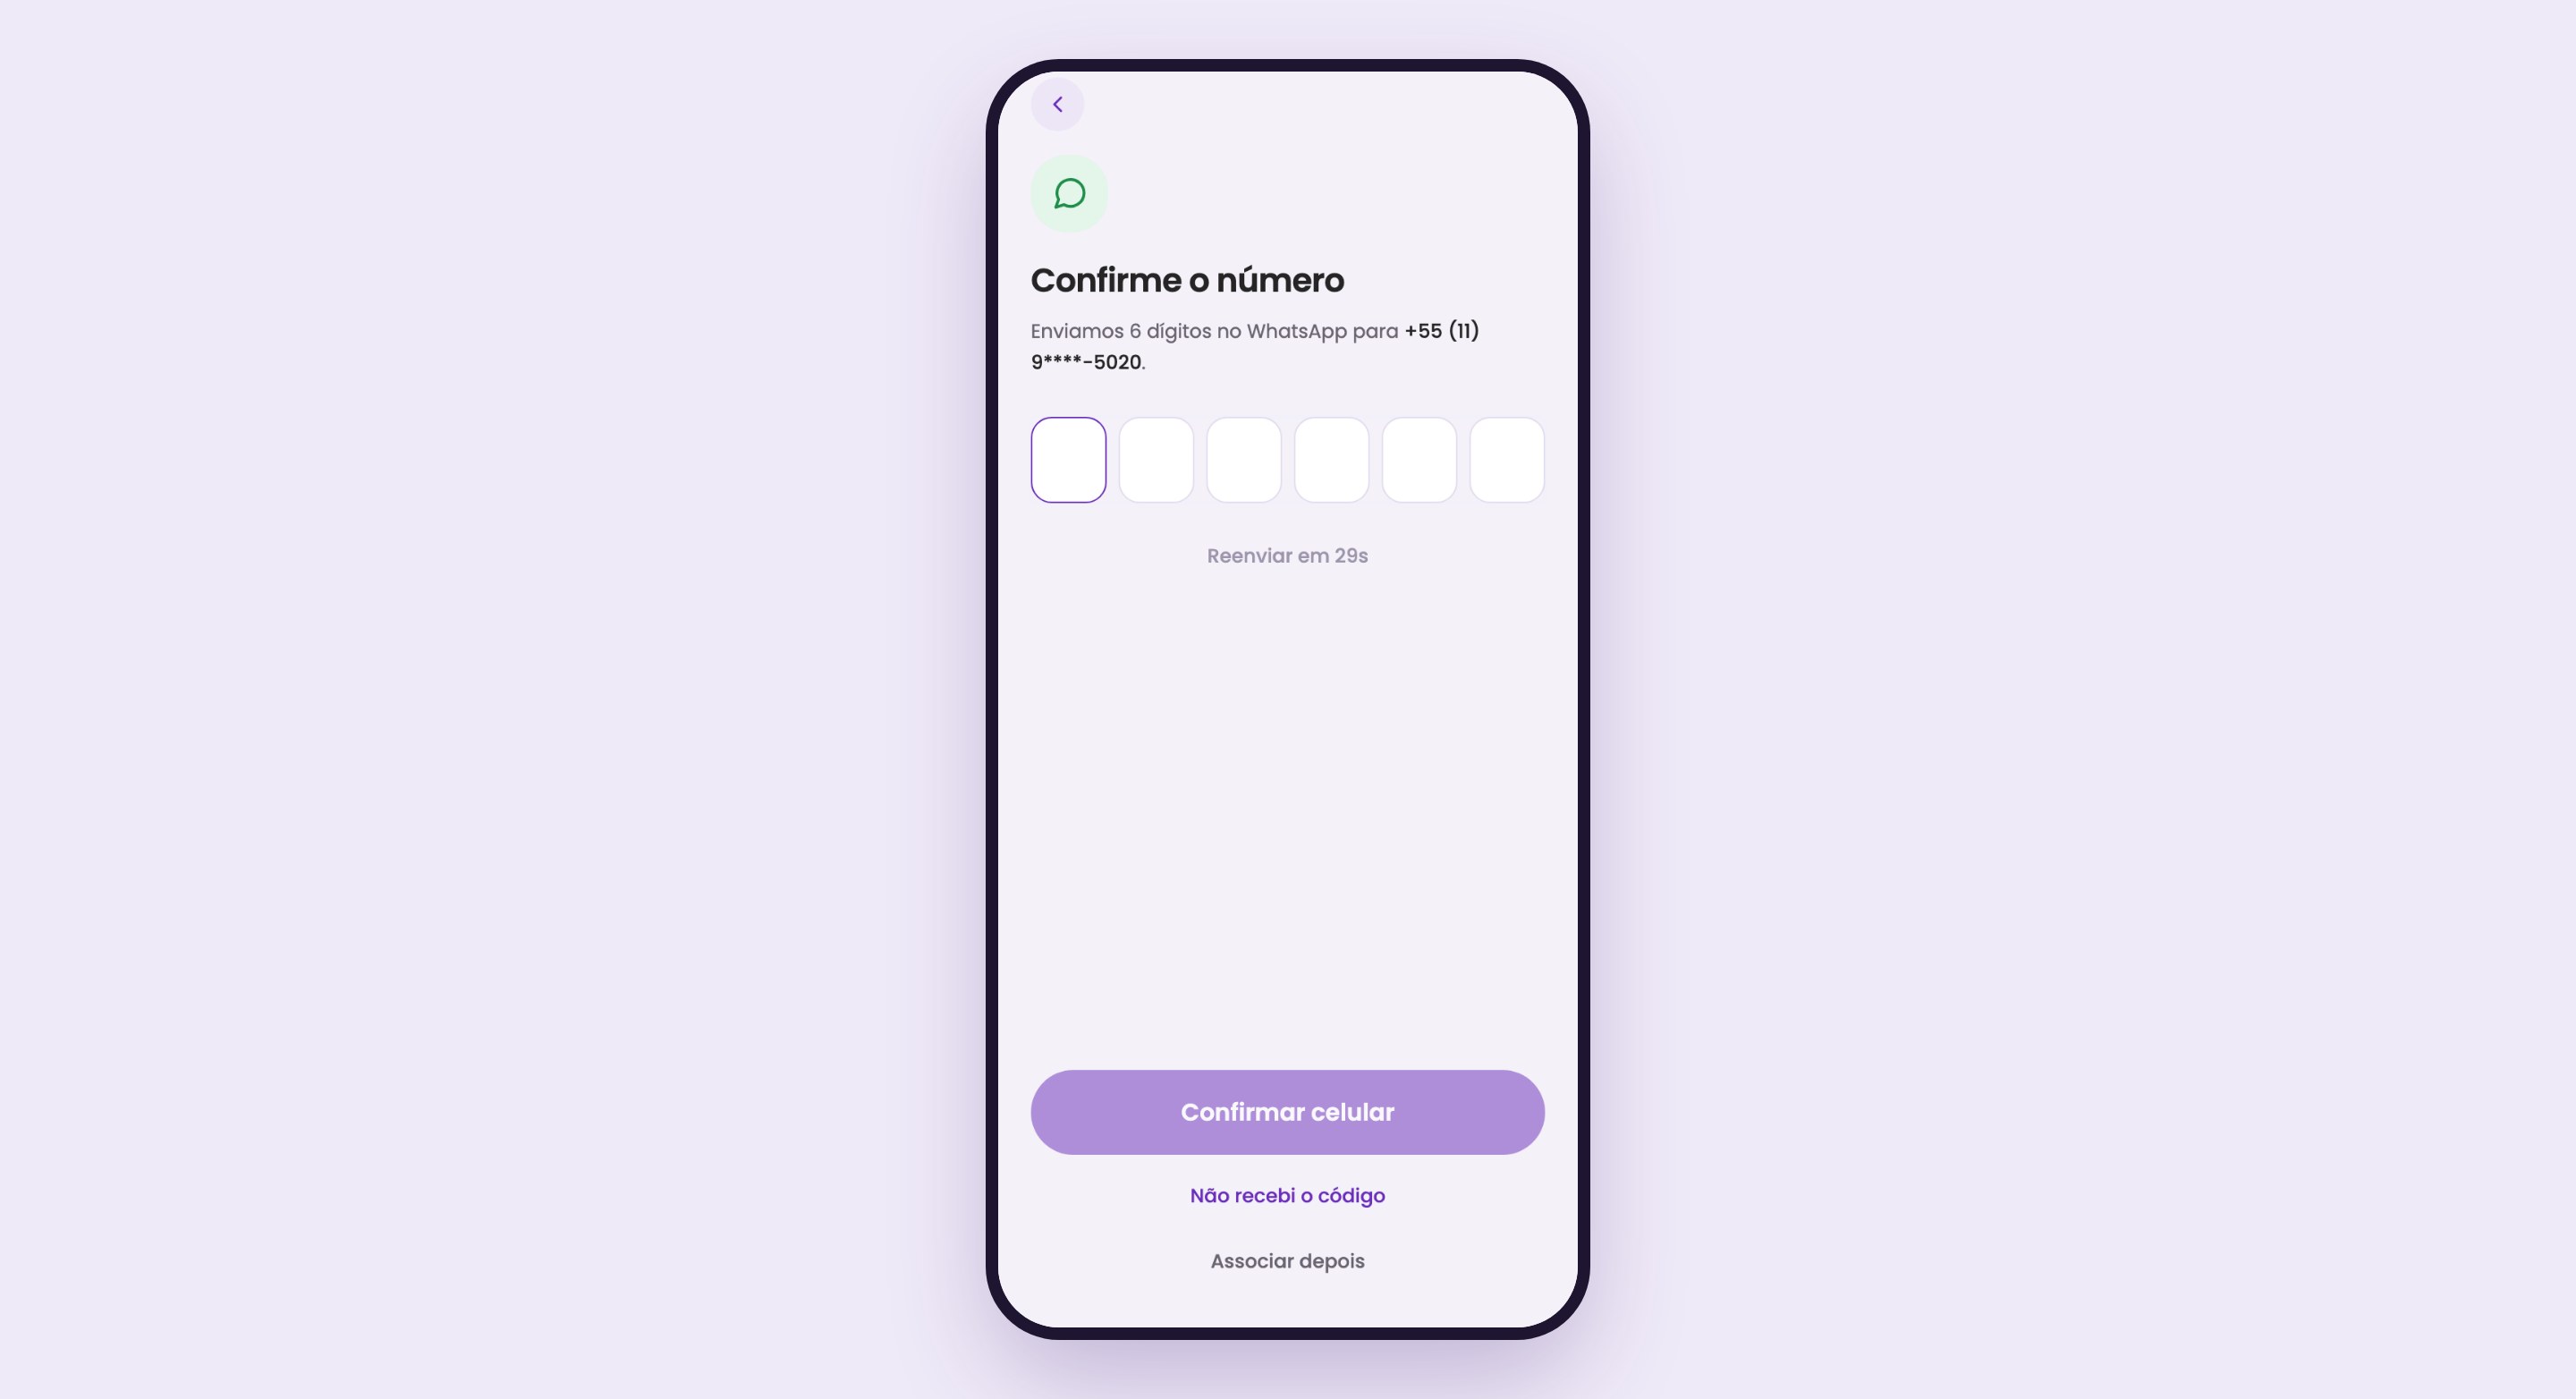 Confirme o número
Enviamos 6 dígitos no WhatsApp para +55 (11)
9****-5020.
Reenviar em 29s
Confirmar celular
Não recebi o código
Associar depois